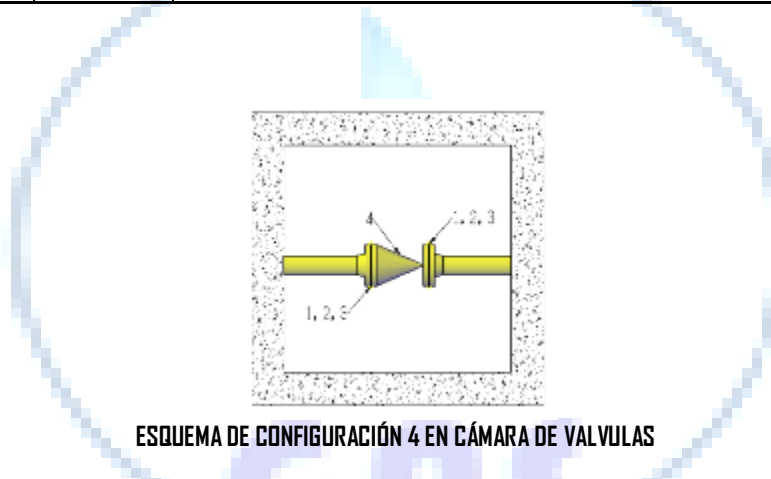 4
1, 2, 3
1, 2, 3
ESQUEMA DE CONFIGURACIÓN 4 EN CÁMARA DE VALVULAS